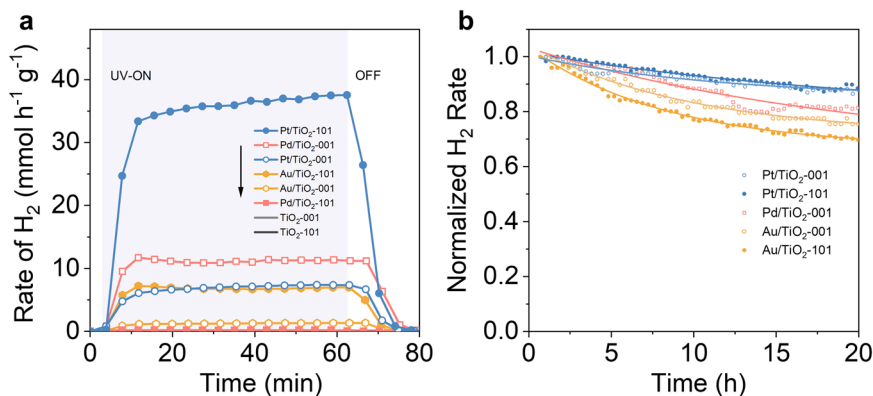 a
Rate of H2 (mmol h-1 g-1)
40
30
20
10
0
UV-ON
OFF
Pt/TiO2-101
Pd/TiO2-001
Pt/TiO2-001
Au/TiO2-101
Au/TiO2-001
Pd/TiO2-101
TiO2-001
TiO2-101
0 20 40 60 80
Time (min)
b
Normalized H2 Rate
1.0
0.8
0.6
0.4
0.2
0.0
Pt/TiO2-001
Pt/TiO2-101
Pd/TiO2-001
Au/TiO2-001
Au/TiO2-101
0 5 10 15 20
Time (h)